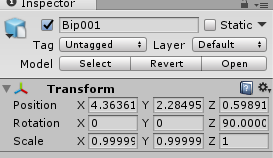 Inspector
Bip001 Static
Tag Untagged Layer Default
Model Select Revert Open
Transform
Position X 4.36361 Y 2.28495 Z 0.59891
Rotation X 0 Y 0 Z 90.0000
Scale X 0.99999 Y 0.99999 Z 1